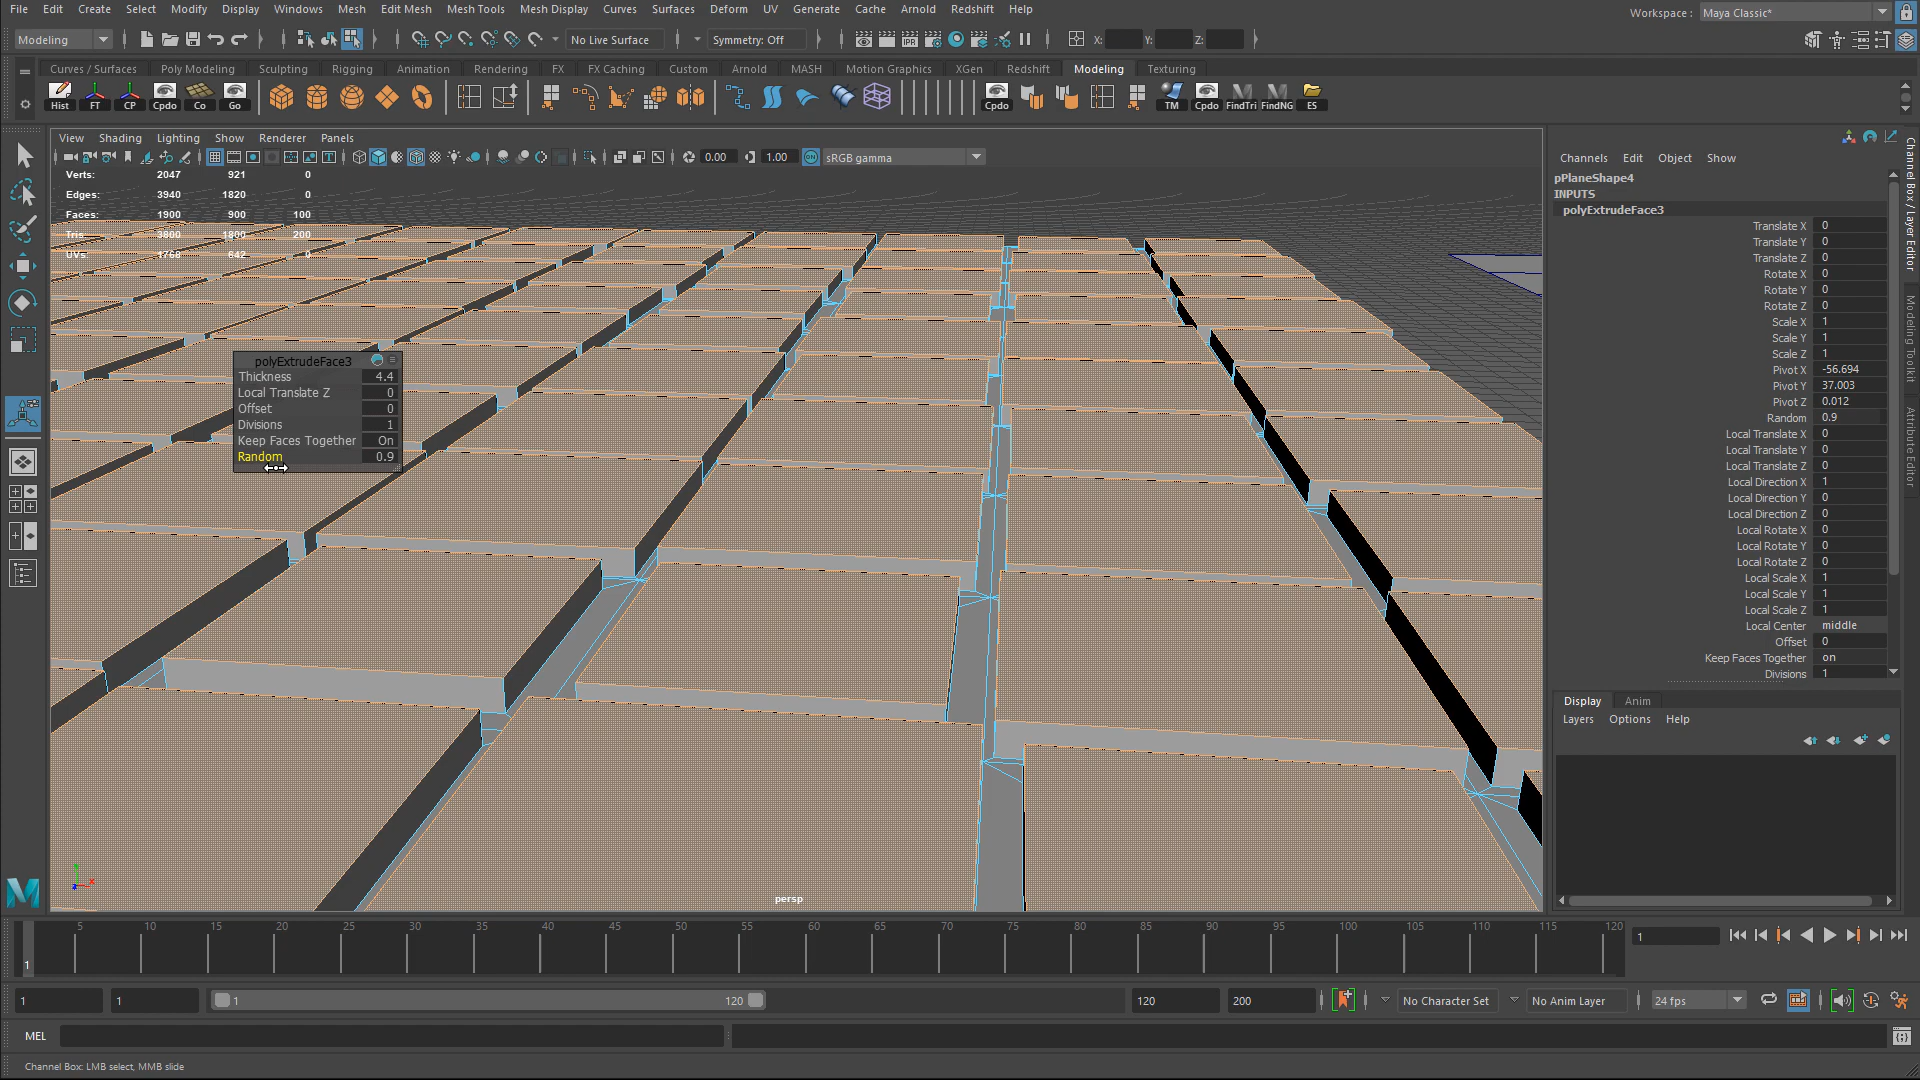 File Edit Create Select Modify Display Windows Mesh Edit Mesh Mesh Tools Mesh Display Curves Surfaces Deform UV Generate Cache Arnold Redshift Help
Workspace : Maya Classic*
Modeling No Live Surface Symmetry: Off X: Y: Z:
Curves / Surfaces Poly Modeling Sculpting Rigging Animation Rendering FX FX Caching Custom Arnold MASH Motion Graphics XGen Redshift Modeling Texturing
Hist FT CP Cpdo Co Go Cpdo TM Cpdo FindTri FindNG ES
View Shading Lighting Show Renderer Panels
0.00 1.00 ON sRGB gamma
Verts: 2047 921 0
Edges: 3940 1820 0
Faces: 1900 900 100
Tris: 3800 1800 200
UVs: 1768 642 0
polyExtrudeFace3
Thickness 4.4
Local Translate Z 0
Offset 0
Divisions 1
Keep Faces Together On
Random 0.9
persp
Channels Edit Object Show
pPlaneShape4
INPUTS
polyExtrudeFace3
Translate X 0
Translate Y 0
Translate Z 0
Rotate X 0
Rotate Y 0
Rotate Z 0
Scale X 1
Scale Y 1
Scale Z 1
Pivot X -56.694
Pivot Y 37.003
Pivot Z 0.012
Random 0.9
Local Translate X 0
Local Translate Y 0
Local Translate Z 0
Local Direction X 1
Local Direction Y 0
Local Direction Z 0
Local Rotate X 0
Local Rotate Y 0
Local Rotate Z 0
Local Scale X 1
Local Scale Y 1
Local Scale Z 1
Local Center middle
Offset 0
Keep Faces Together on
Divisions 1
Display Anim
Layers Options Help
Channel Box / Layer Editor
Modeling Toolkit
Attribute Editor
5 10 15 20 25 30 35 40 45 50 55 60 65 70 75 80 85 90 95 100 105 110 115 120
1
1
1 1 1 120 120 200 No Character Set No Anim Layer 24 fps
MEL
Channel Box: LMB select, MMB slide